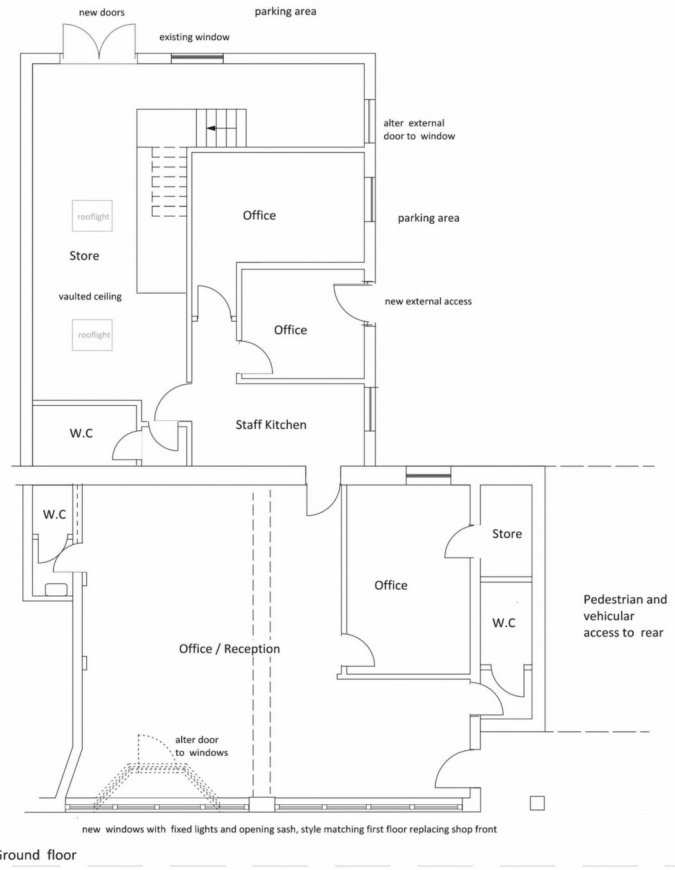 new doors
parking area
existing window
alter external
door to window
Office
parking area
rooflight
Store
vaulted ceiling
new external access
Office
rooflight
Staff Kitchen
W.C
W.C
Store
Office
Pedestrian and
vehicular
access to rear
W.C
Office / Reception
alter door
to windows
new windows with fixed lights and opening sash, style matching first floor replacing shop front
Ground floor